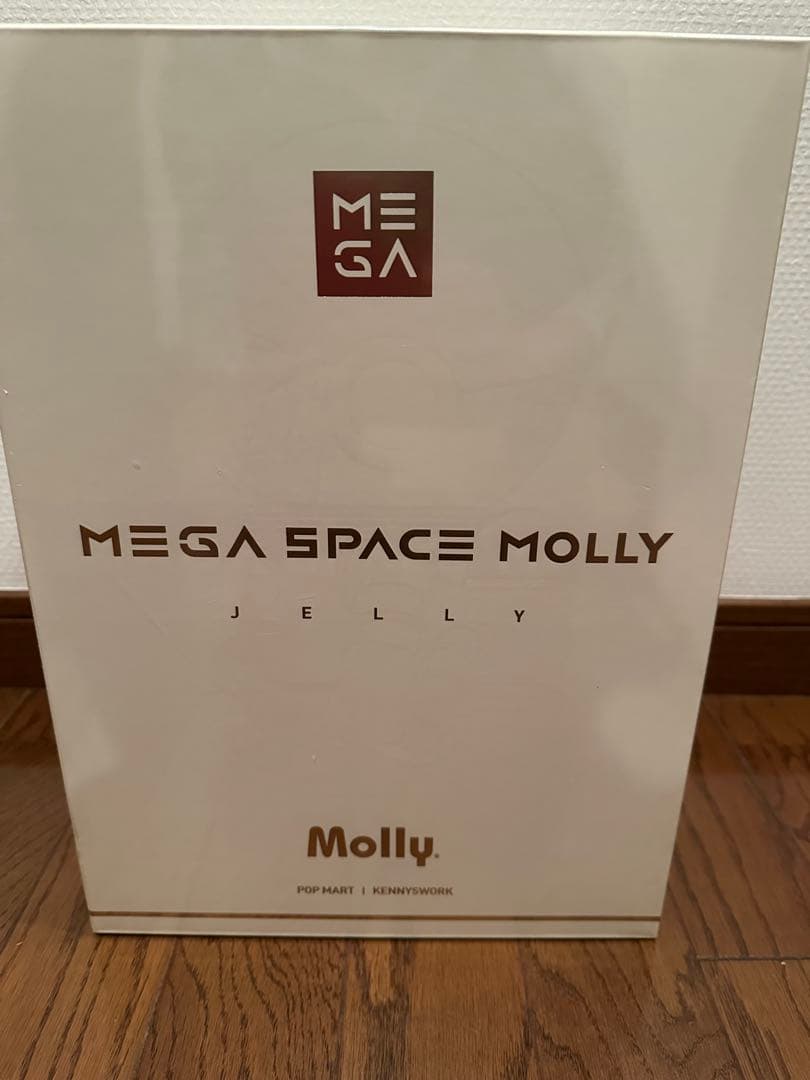 ME
GA
MEGA SPACE MOLLY
JELLY
Molly.
POP MART | KENNYSWORK